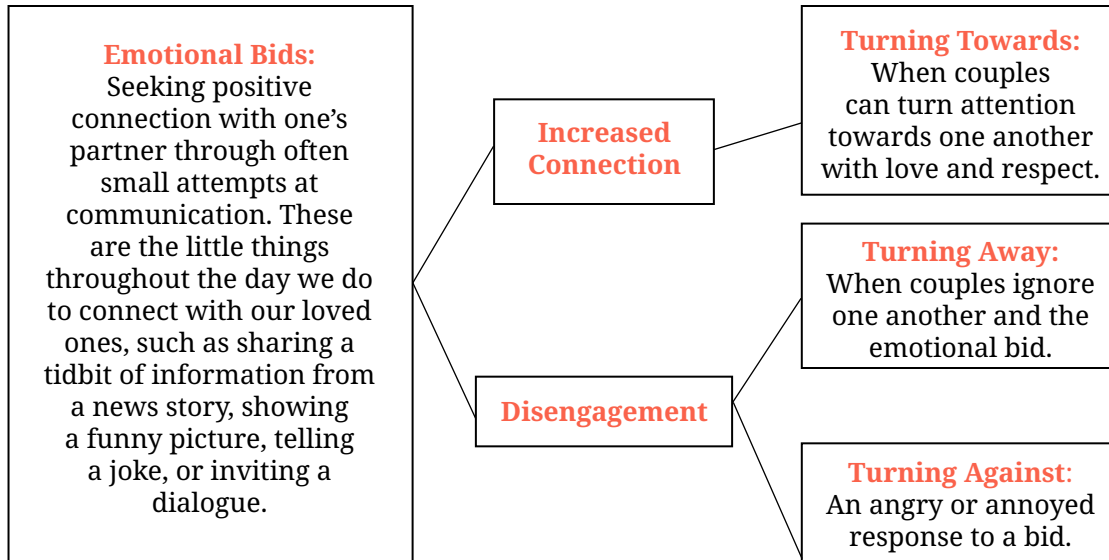 Emotional Bids:
Seeking positive
connection with one’s
partner through often
small attempts at
communication. These
are the little things
throughout the day we do
to connect with our loved
ones, such as sharing a
tidbit of information from
a news story, showing
a funny picture, telling
a joke, or inviting a
dialogue.
Increased
Connection
Disengagement
Turning Towards:
When couples
can turn attention
towards one another
with love and respect.
Turning Away:
When couples ignore
one another and the
emotional bid.
Turning Against:
An angry or annoyed
response to a bid.